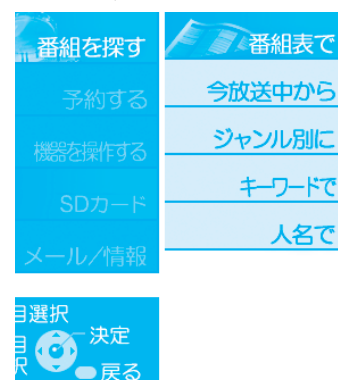 番組を探す
予約する
機器を操作する
SDカード
メール/情報
番組表で
今放送中から
ジャンル別に
キーワードで
人名で
目選択
目
択
決定
戻る